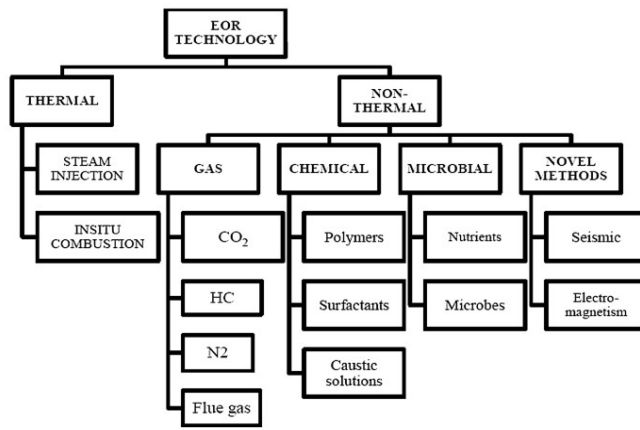 EOR
TECHNOLOGY
THERMAL
NON-
THERMAL
STEAM
INJECTION
INSITU
COMBUSTION
GAS
CHEMICAL
MICROBIAL
NOVEL
METHODS
CO₂
HC
N2
Flue gas
Polymers
Surfactants
Caustic
solutions
Nutrients
Microbes
Seismic
Electro-
magnetism